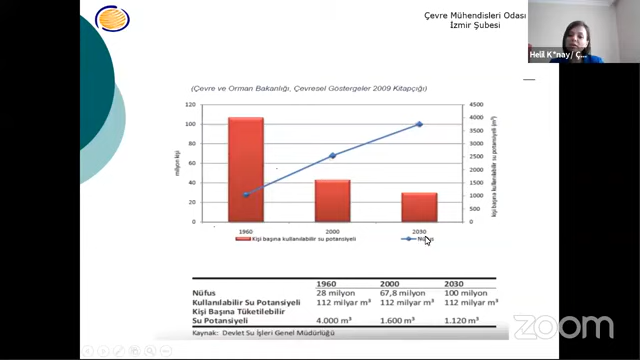 Çevre Mühendisleri Odası
İzmir Şubesi
Helil K*nay/ Ç...
(Çevre ve Orman Bakanlığı, Çevresel Göstergeler 2009 Kitapçığı)
120
100
80
60
40
20
0
milyon kişi
4500
4000
3500
3000
2500
2000
1500
1000
500
0
kişi başına kullanılabilir su potansiyeli (m³)
1960 2000 2030
Kişi başına kullanılabilir su potansiyeli Nüfus
1960 2000 2030
Nüfus 28 milyon 67,8 milyon 100 milyon
Kullanılabilir Su Potansiyeli 112 milyar m³ 112 milyar m³ 112 milyar m³
Kişi Başına Tüketilebilir
Su Potansiyeli 4.000 m³ 1.600 m³ 1.120 m³
Kaynak: Devlet Su İşleri Genel Müdürlüğü
zoom